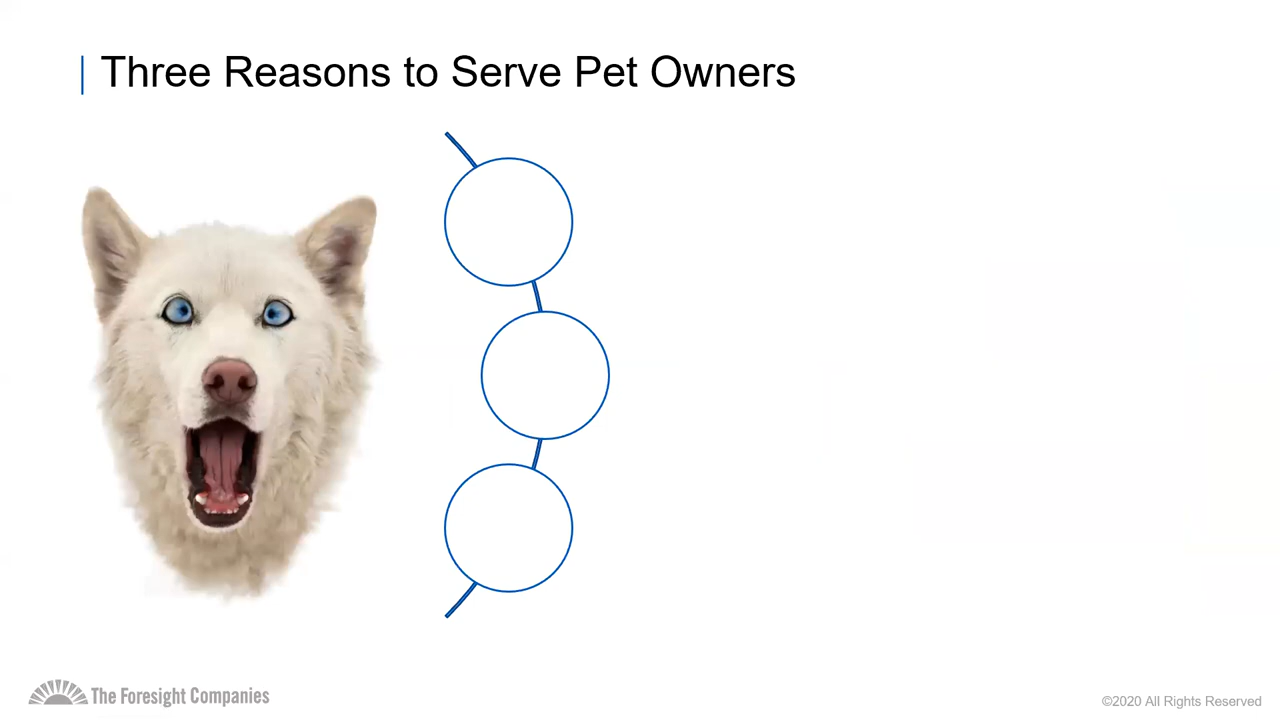 Three Reasons to Serve Pet Owners
The Foresight Companies
©2020 All Rights Reserved